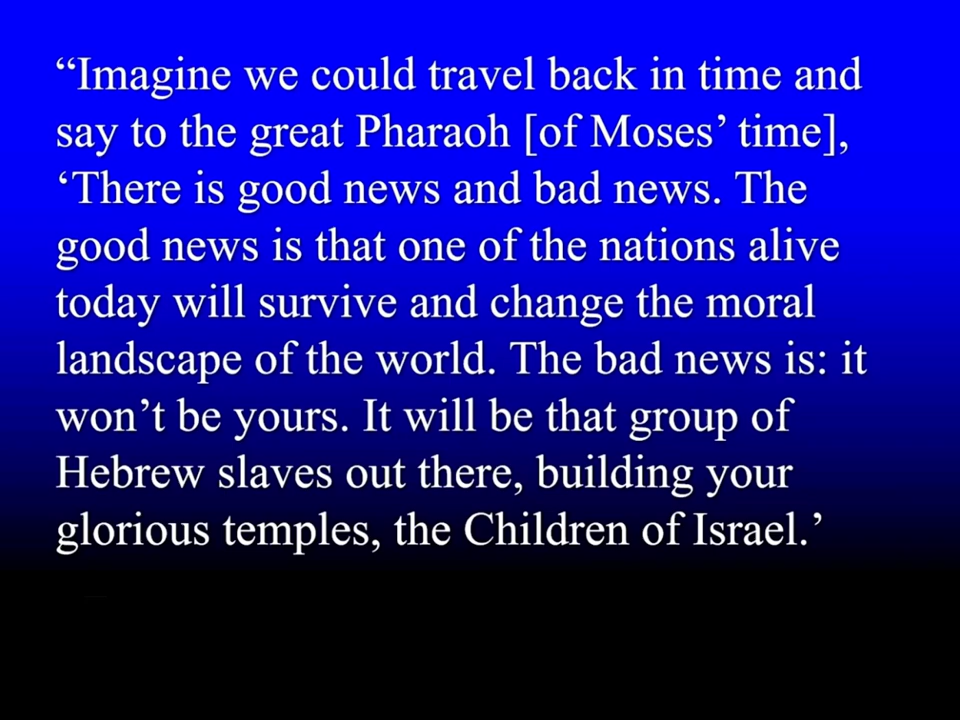 “Imagine we could travel back in time and
say to the great Pharaoh [of Moses’ time],
‘There is good news and bad news. The
good news is that one of the nations alive
today will survive and change the moral
landscape of the world. The bad news is: it
won’t be yours. It will be that group of
Hebrew slaves out there, building your
glorious temples, the Children of Israel.’